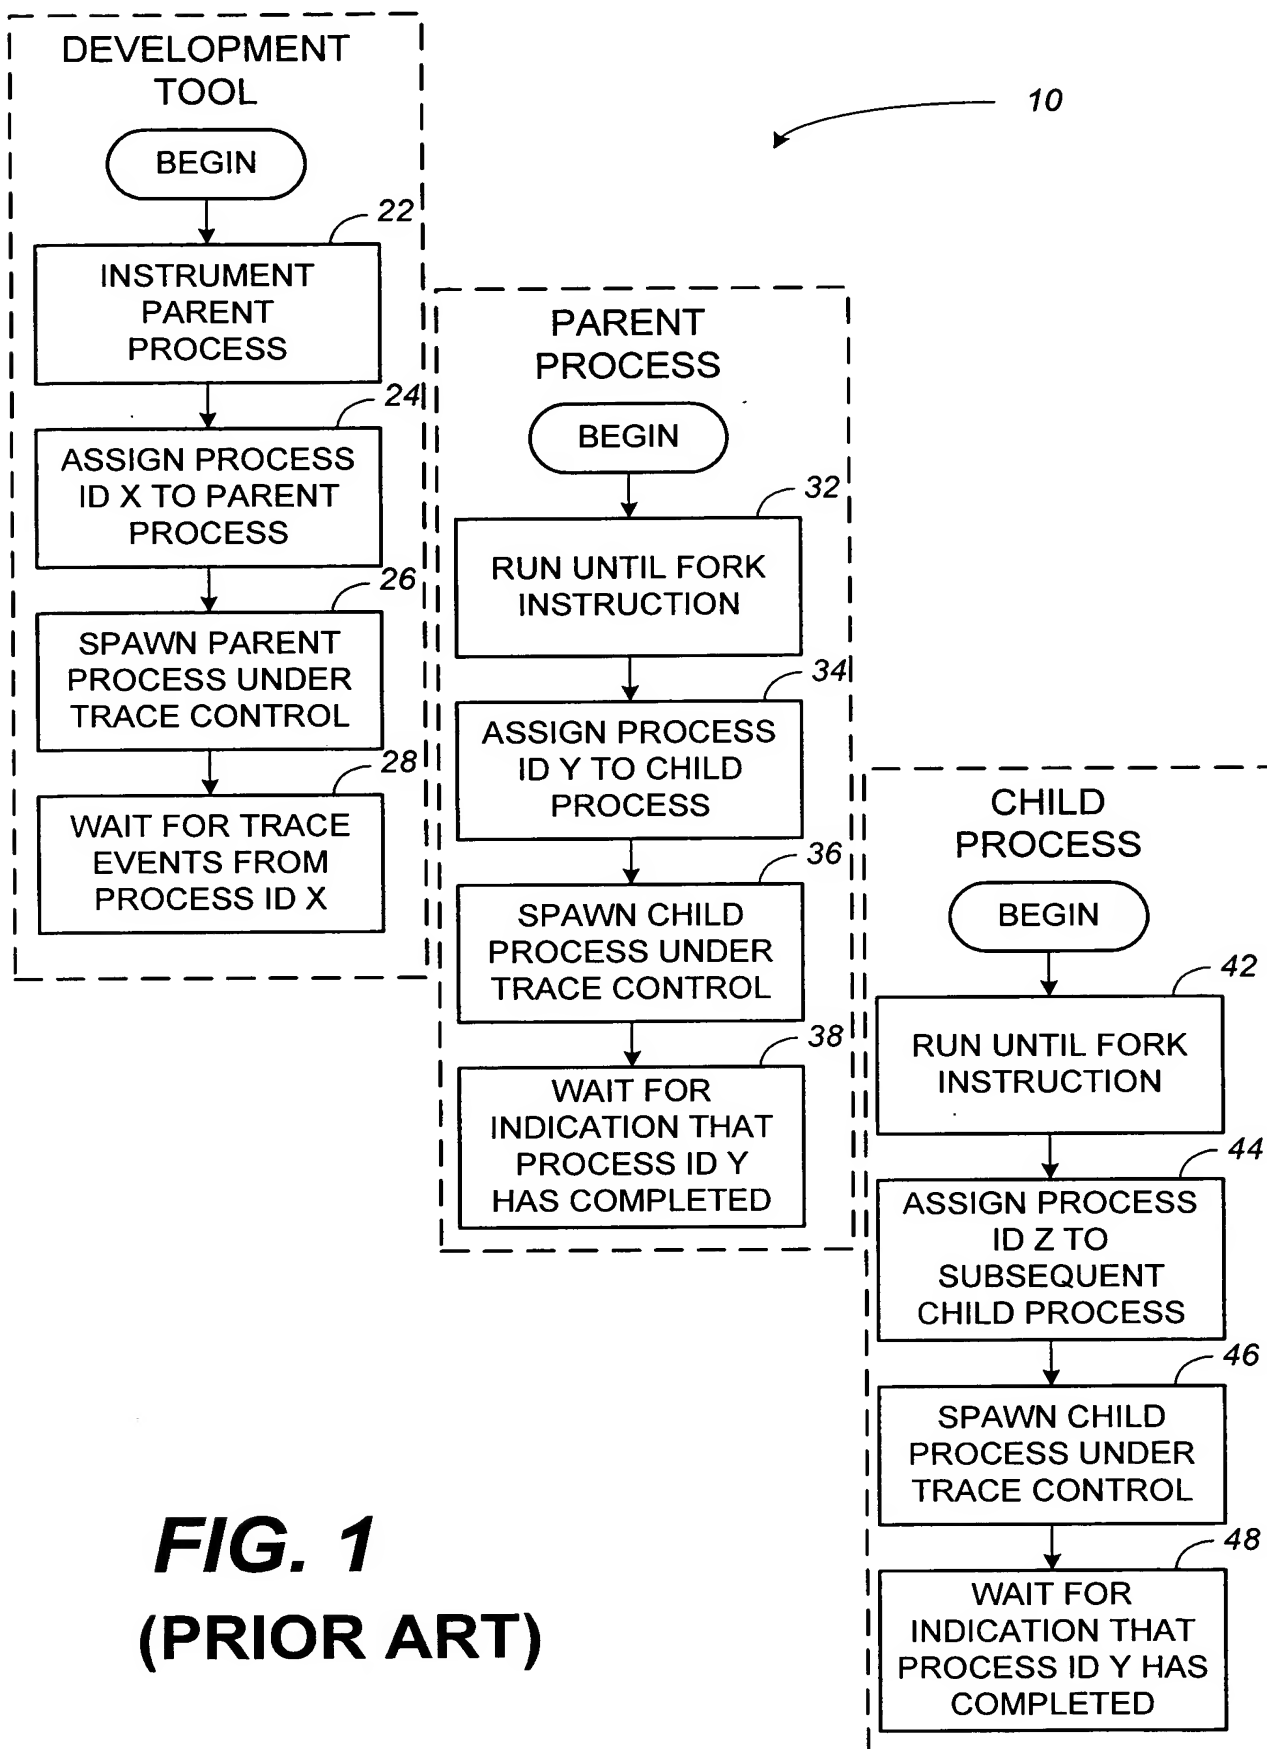 DEVELOPMENT
TOOL
BEGIN
22
INSTRUMENT
PARENT
PROCESS
24
ASSIGN PROCESS
ID X TO PARENT
PROCESS
26
SPAWN PARENT
PROCESS UNDER
TRACE CONTROL
28
WAIT FOR TRACE
EVENTS FROM
PROCESS ID X
10
PARENT
PROCESS
BEGIN
32
RUN UNTIL FORK
INSTRUCTION
34
ASSIGN PROCESS
ID Y TO CHILD
PROCESS
36
SPAWN CHILD
PROCESS UNDER
TRACE CONTROL
38
WAIT FOR
INDICATION THAT
PROCESS ID Y
HAS COMPLETED
CHILD
PROCESS
BEGIN
42
RUN UNTIL FORK
INSTRUCTION
44
ASSIGN PROCESS
ID Z TO
SUBSEQUENT
CHILD PROCESS
46
SPAWN CHILD
PROCESS UNDER
TRACE CONTROL
48
WAIT FOR
INDICATION THAT
PROCESS ID Y HAS
COMPLETED
FIG. 1
(PRIOR ART)